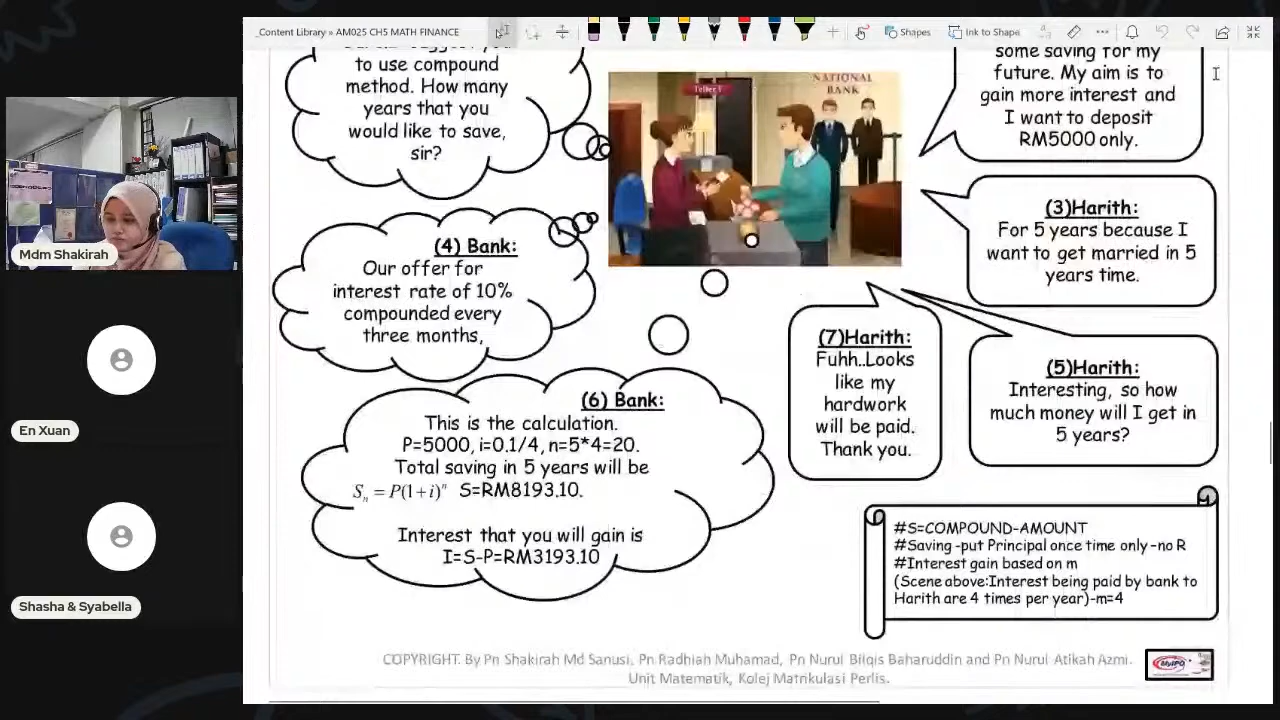 _Content Library » AM025 CH5 MATH FINANCE
Shapes
Ink to Shape
Mdm Shakirah
En Xuan
Shasha & Syabella
to use compound
method. How many
years that you
would like to save,
sir?
Teller 1
NATIONAL
BANK
some saving for my
future. My aim is to
gain more interest and
I want to deposit
RM5000 only.
(3)Harith:
For 5 years because I
want to get married in 5
years time.
(4) Bank:
Our offer for
interest rate of 10%
compounded every
three months,
(5)Harith:
Interesting, so how
much money will I get in
5 years?
(6) Bank:
This is the calculation.
P=5000, i=0.1/4, n=5*4=20.
Total saving in 5 years will be
Sₙ = P(1+i)ⁿ S=RM8193.10.
Interest that you will gain is
I=S-P=RM3193.10
(7)Harith:
Fuhh..Looks
like my
hardwork
will be paid.
Thank you.
#S=COMPOUND-AMOUNT
#Saving -put Principal once time only –no R
#Interest gain based on m
(Scene above:Interest being paid by bank to
Harith are 4 times per year)-m=4
COPYRIGHT. By Pn Shakirah Md Sanusi, Pn Radhiah Muhamad, Pn Nurul Bilqis Baharuddin and Pn Nurul Atikah Azmi.
Unit Matematik, Kolej Matrikulasi Perlis.
MyIPO